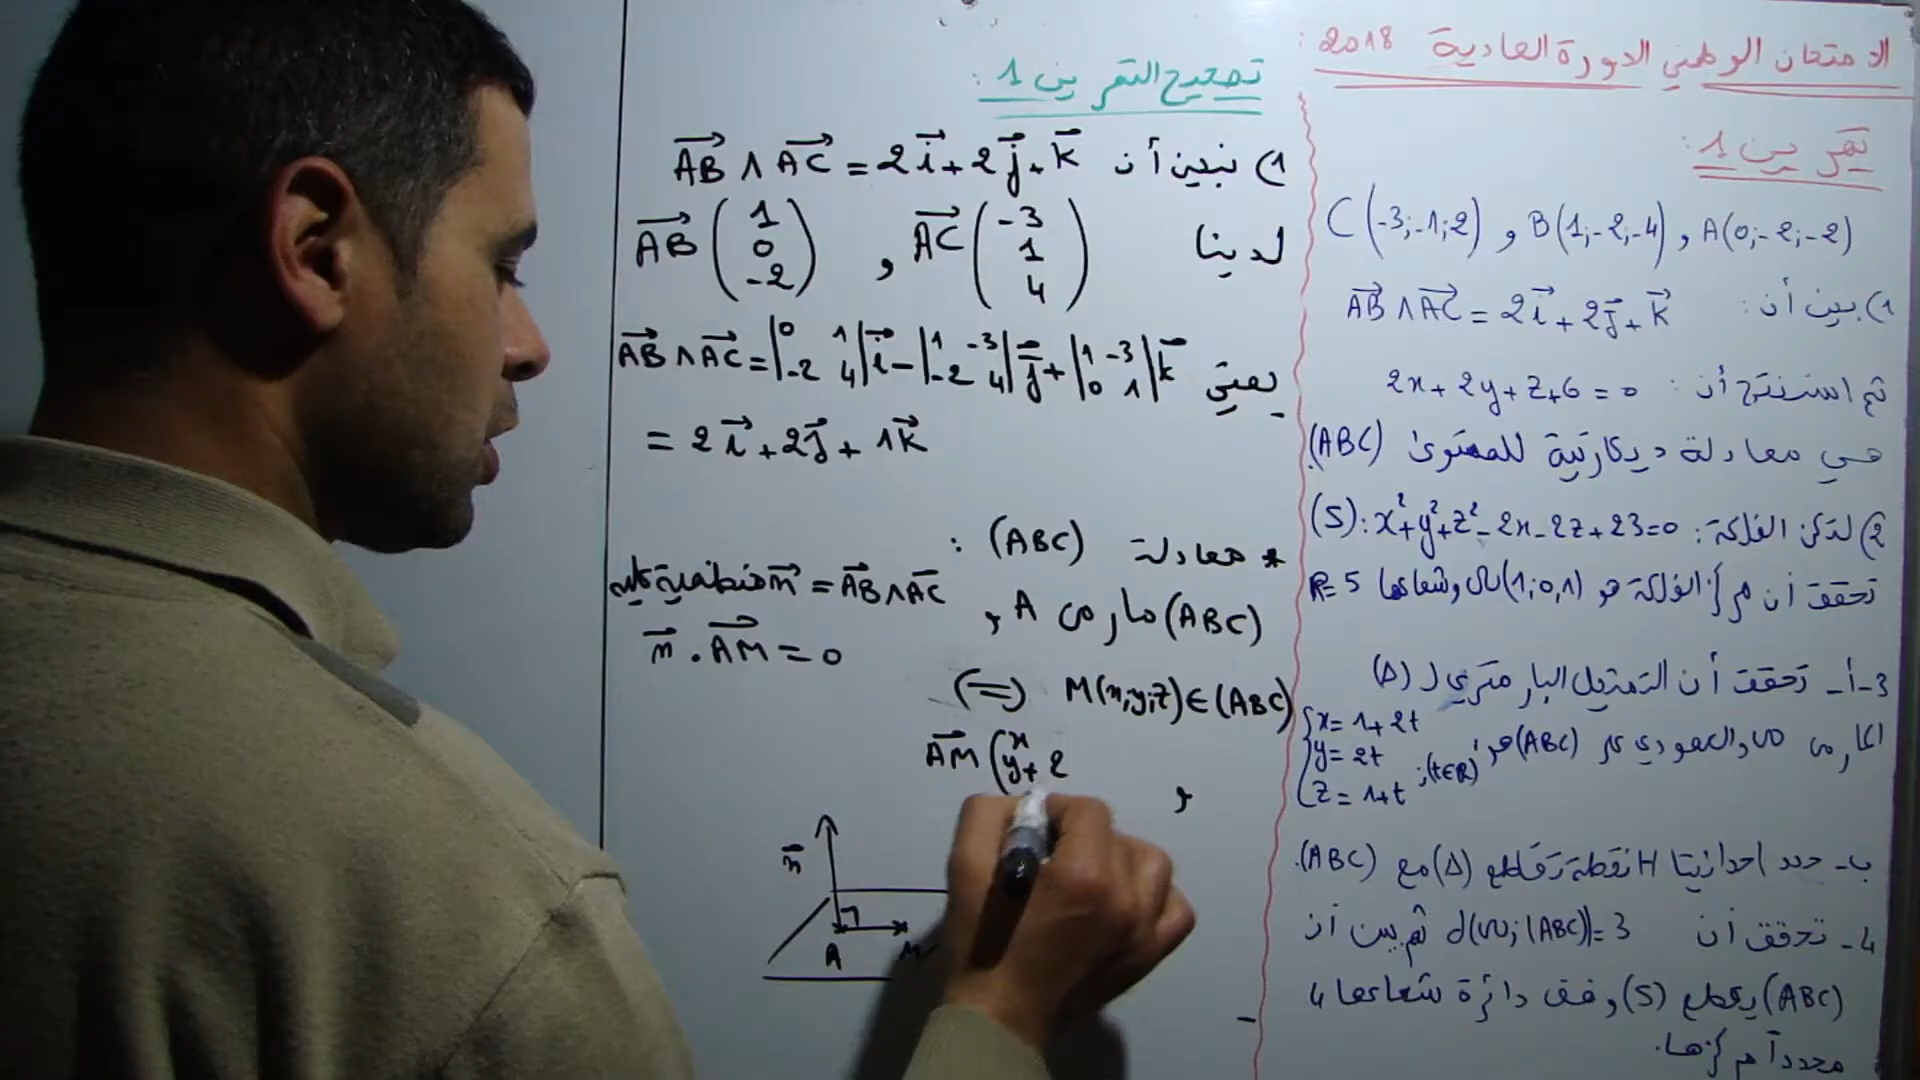 الامتحان الوطني الدورة العادية 2018 :
تمرين 1 :
A(0;-2;-2) , B(1;-2;-4) و C(-3;-1;2)
1) بين أن : AB ∧ AC = 2i + 2j + k
ثم استنتج أن : 2x + 2y + z + 6 = 0
هي معادلة ديكارتية للمستوى (ABC).
2) لتكن الفلكة : (S): x²+y²+z²-2x-2z+23=0
تحقق أن مركز الفلكة هو Ω(1;0,1) وشعاعها R=5
3-أ- تحقق أن التمثيل البارمتري ل (Δ)
المار من Ω والعمودي على (ABC) هو
{x = 1+2t
y = 2t ;(t∈R)
z = 1+t
ب- حدد احداثيتا H نقطة تقاطع (Δ) مع (ABC).
4- تحقق أن d(Ω;(ABC))=3 ثم بين أن
(ABC) يقطع (S) وفق دائرة شعاعها 4
محددا مركزها.
تصحيح التمرين 1 :
1) نبين أن AB ∧ AC = 2i + 2j + k
لدينا AB(1 0 -2) , AC(-3 1 4)
يعني AB ∧ AC = |0 1 -2 4| i - |1 -3 -2 4| j + |1 -3 0 1| k
= 2i + 2j + 1k
* معادلة (ABC) :
(ABC) مار من A و n = AB ∧ AC منظمية عليه
n . AM = 0
M(x;y;z) ∈ (ABC) (=)
AM (x y+2
و
n
A M